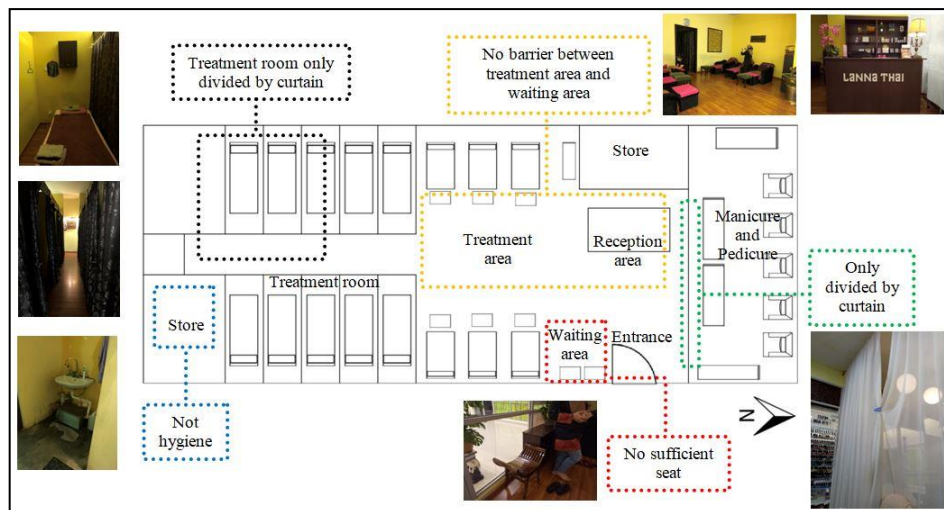 Treatment room only
divided by curtain
No barrier between
treatment area and
waiting area
LANNA THAI
Store
Treatment
area
Reception
area
Manicure
and
Pedicure
Treatment room
Only
divided by
curtain
Store
Waiting
area
Entrance
Not
hygiene
No sufficient
seat
N